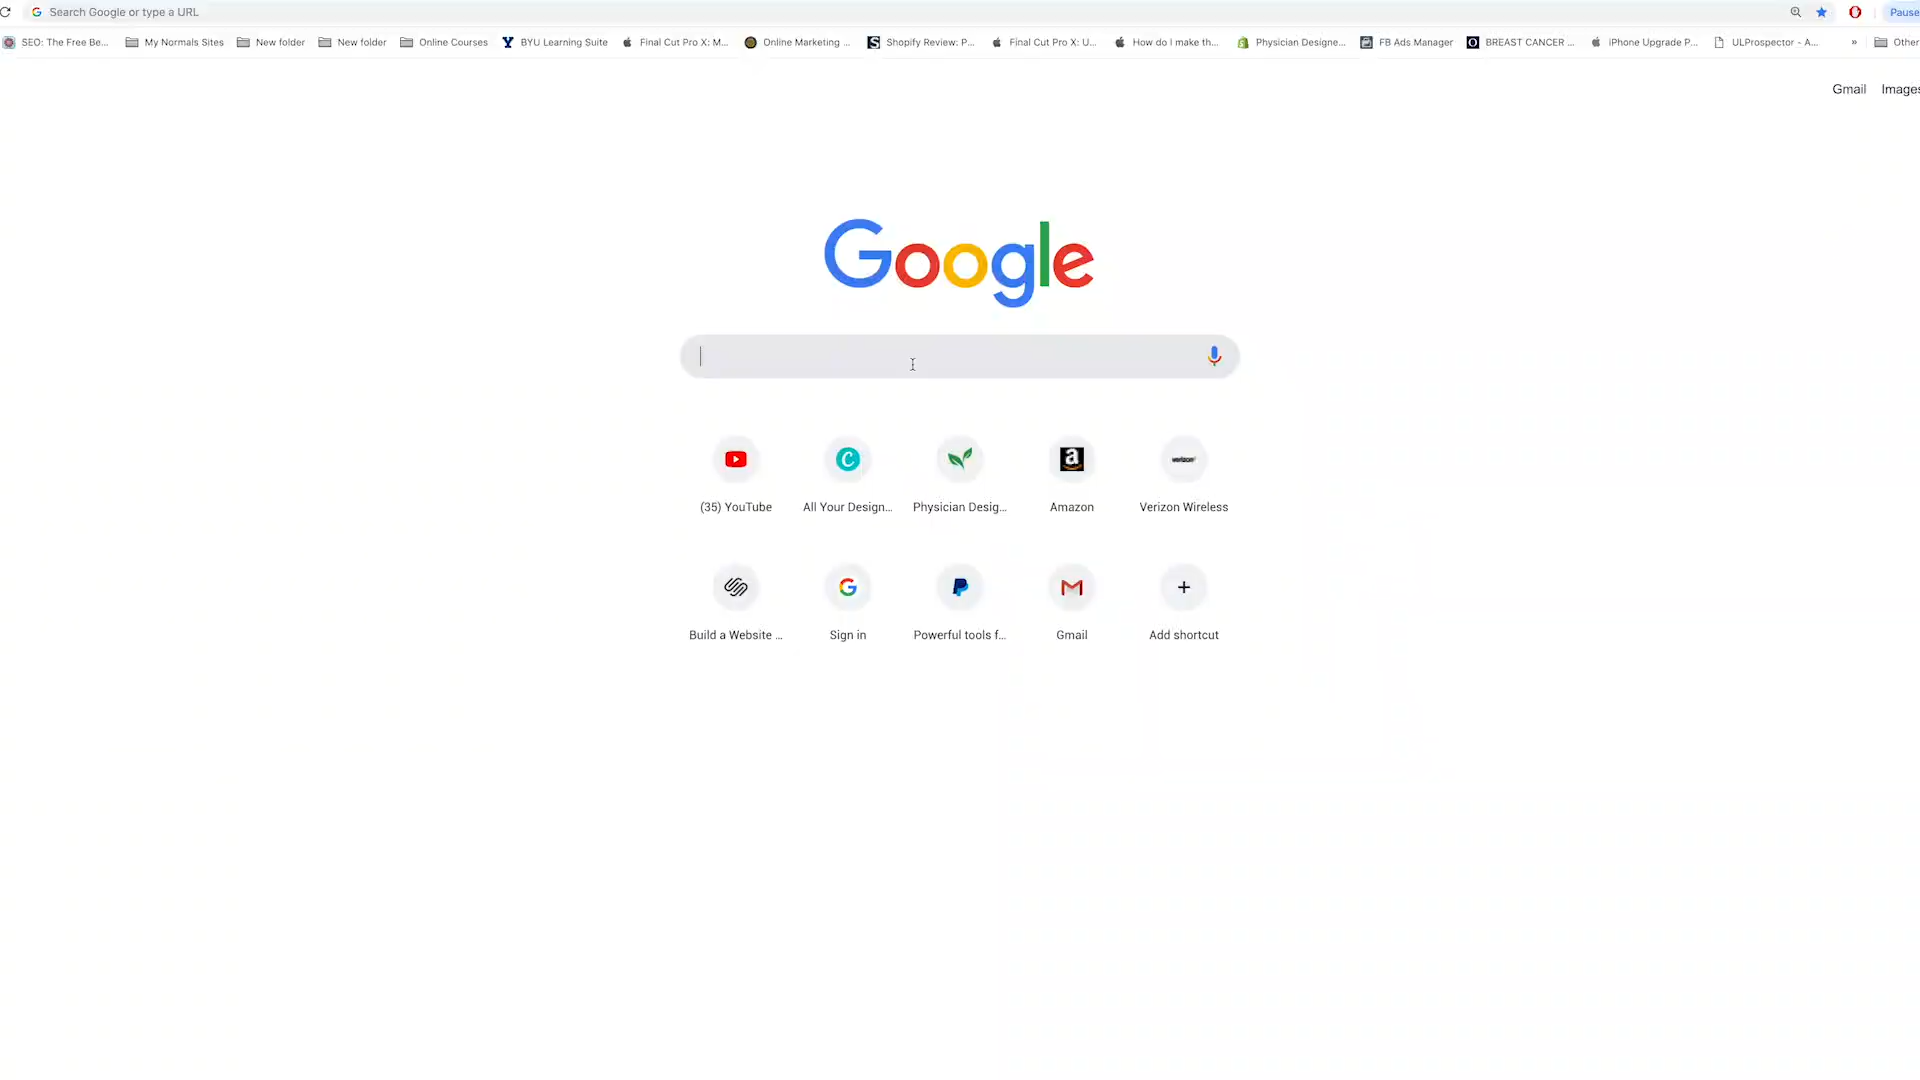 Search Google or type a URL
Pause
SEO: The Free Be...
My Normals Sites
New folder
New folder
Online Courses
BYU Learning Suite
Final Cut Pro X: M...
Online Marketing ...
Shopify Review: P...
Final Cut Pro X: U...
How do I make th...
Physician Designe...
FB Ads Manager
BREAST CANCER ...
iPhone Upgrade P...
ULProspector - A...
»
Other
Gmail
Images
Google
(35) YouTube
All Your Design...
Physician Desig...
Amazon
verizon
Verizon Wireless
Build a Website ...
Sign in
Powerful tools f...
Gmail
Add shortcut